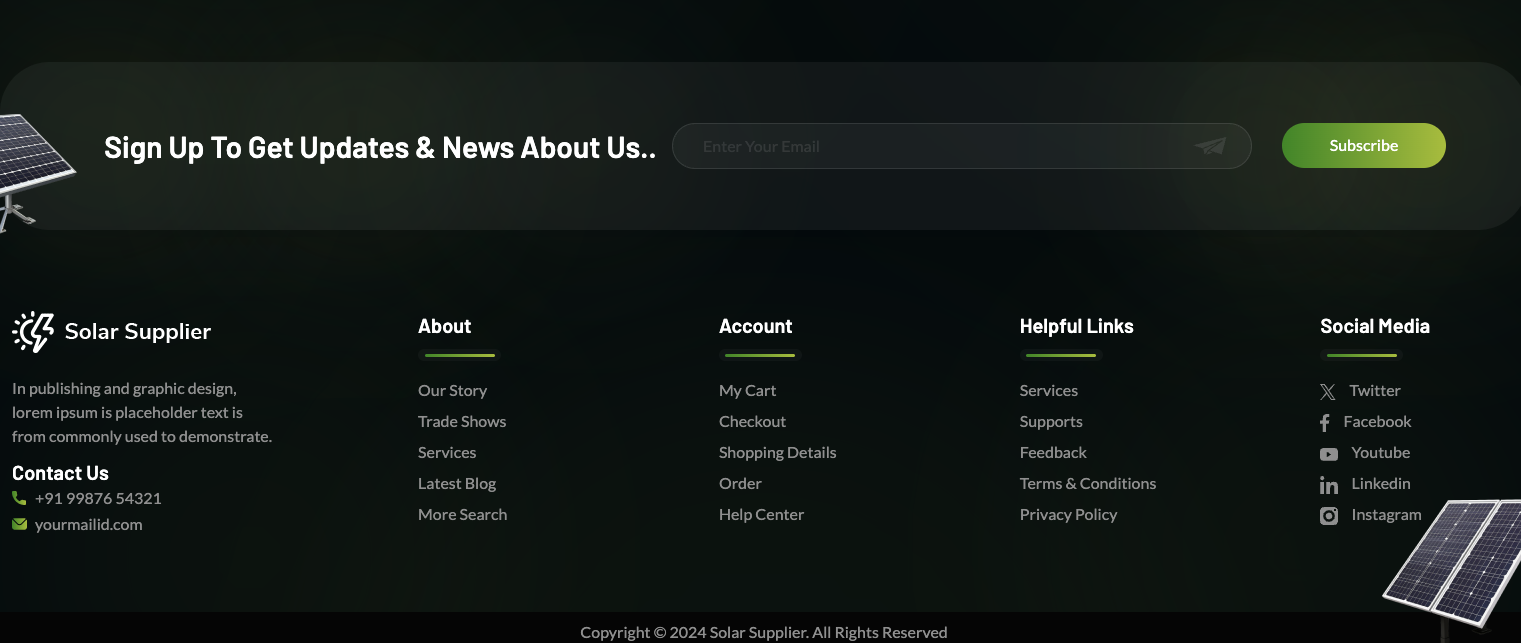 Sign Up To Get Updates & News About Us..
Enter Your Email
Subscribe
Solar Supplier
In publishing and graphic design,
lorem ipsum is placeholder text is
from commonly used to demonstrate.
Contact Us
+91 99876 54321
yourmailid.com
About
Our Story
Trade Shows
Services
Latest Blog
More Search
Account
My Cart
Checkout
Shopping Details
Order
Help Center
Helpful Links
Services
Supports
Feedback
Terms & Conditions
Privacy Policy
Social Media
Twitter
Facebook
Youtube
Linkedin
Instagram
Copyright © 2024 Solar Supplier. All Rights Reserved